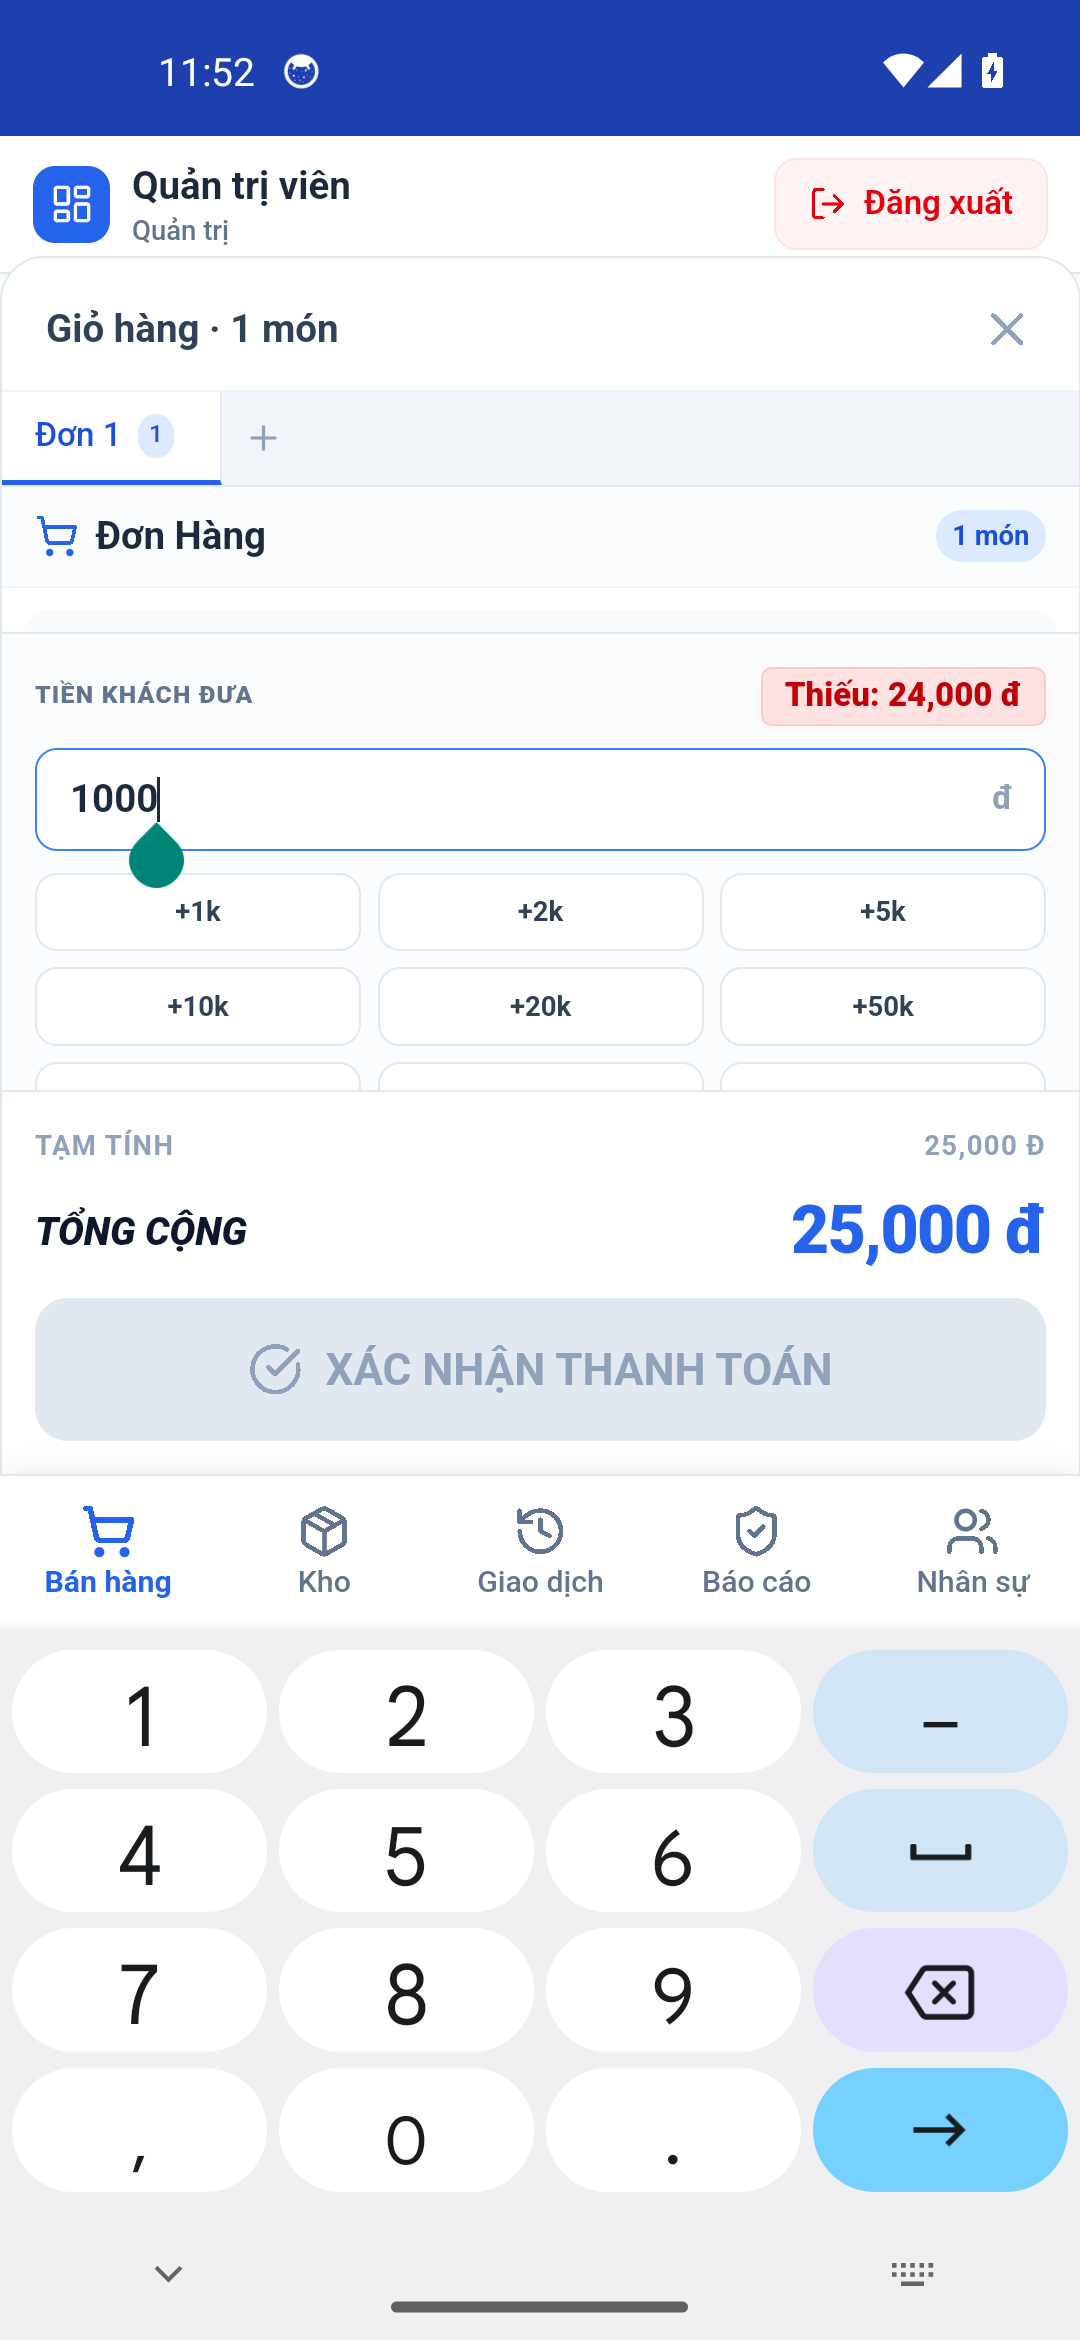 11:52
Quản trị viên
Quản trị
Đăng xuất
Giỏ hàng · 1 món
Đơn 1 1
Đơn Hàng
1 món
TIỀN KHÁCH ĐƯA
Thiếu: 24,000 đ
1000 đ
+1k +2k +5k
+10k +20k +50k
TẠM TÍNH 25,000 Đ
TỔNG CỘNG 25,000 đ
XÁC NHẬN THANH TOÁN
Bán hàng Kho Giao dịch Báo cáo Nhân sự
1 2 3 –
4 5 6
7 8 9
, 0 .